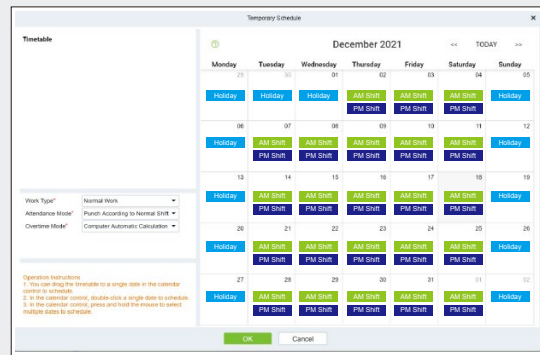 Temporary Schedule
Timetable
December 2021
<< TODAY >>
Monday Tuesday Wednesday Thursday Friday Saturday Sunday
29 30 01 02 03 04 05
Holiday Holiday Holiday AM Shift AM Shift AM Shift Holiday
PM Shift PM Shift PM Shift
06 07 08 09 10 11 12
Holiday AM Shift AM Shift AM Shift AM Shift AM Shift Holiday
PM Shift PM Shift PM Shift PM Shift PM Shift
13 14 15 16 17 18 19
Holiday AM Shift AM Shift AM Shift AM Shift AM Shift Holiday
PM Shift PM Shift PM Shift PM Shift PM Shift
20 21 22 23 24 25 26
Holiday AM Shift AM Shift AM Shift AM Shift AM Shift Holiday
PM Shift PM Shift PM Shift PM Shift PM Shift
27 28 29 30 31 01 02
Holiday AM Shift AM Shift AM Shift AM Shift AM Shift Holiday
PM Shift PM Shift PM Shift PM Shift PM Shift
Work Type* Normal Work
Attendance Mode* Punch According to Normal Shift
Overtime Mode* Computer Automatic Calculation
Operation Instructions
1. You can drag the timetable to a single date in the calendar
control to schedule.
2. In the calendar control, double-click a single date to schedule.
3. In the calendar control, press and hold the mouse to select
multiple dates to schedule.
OK Cancel